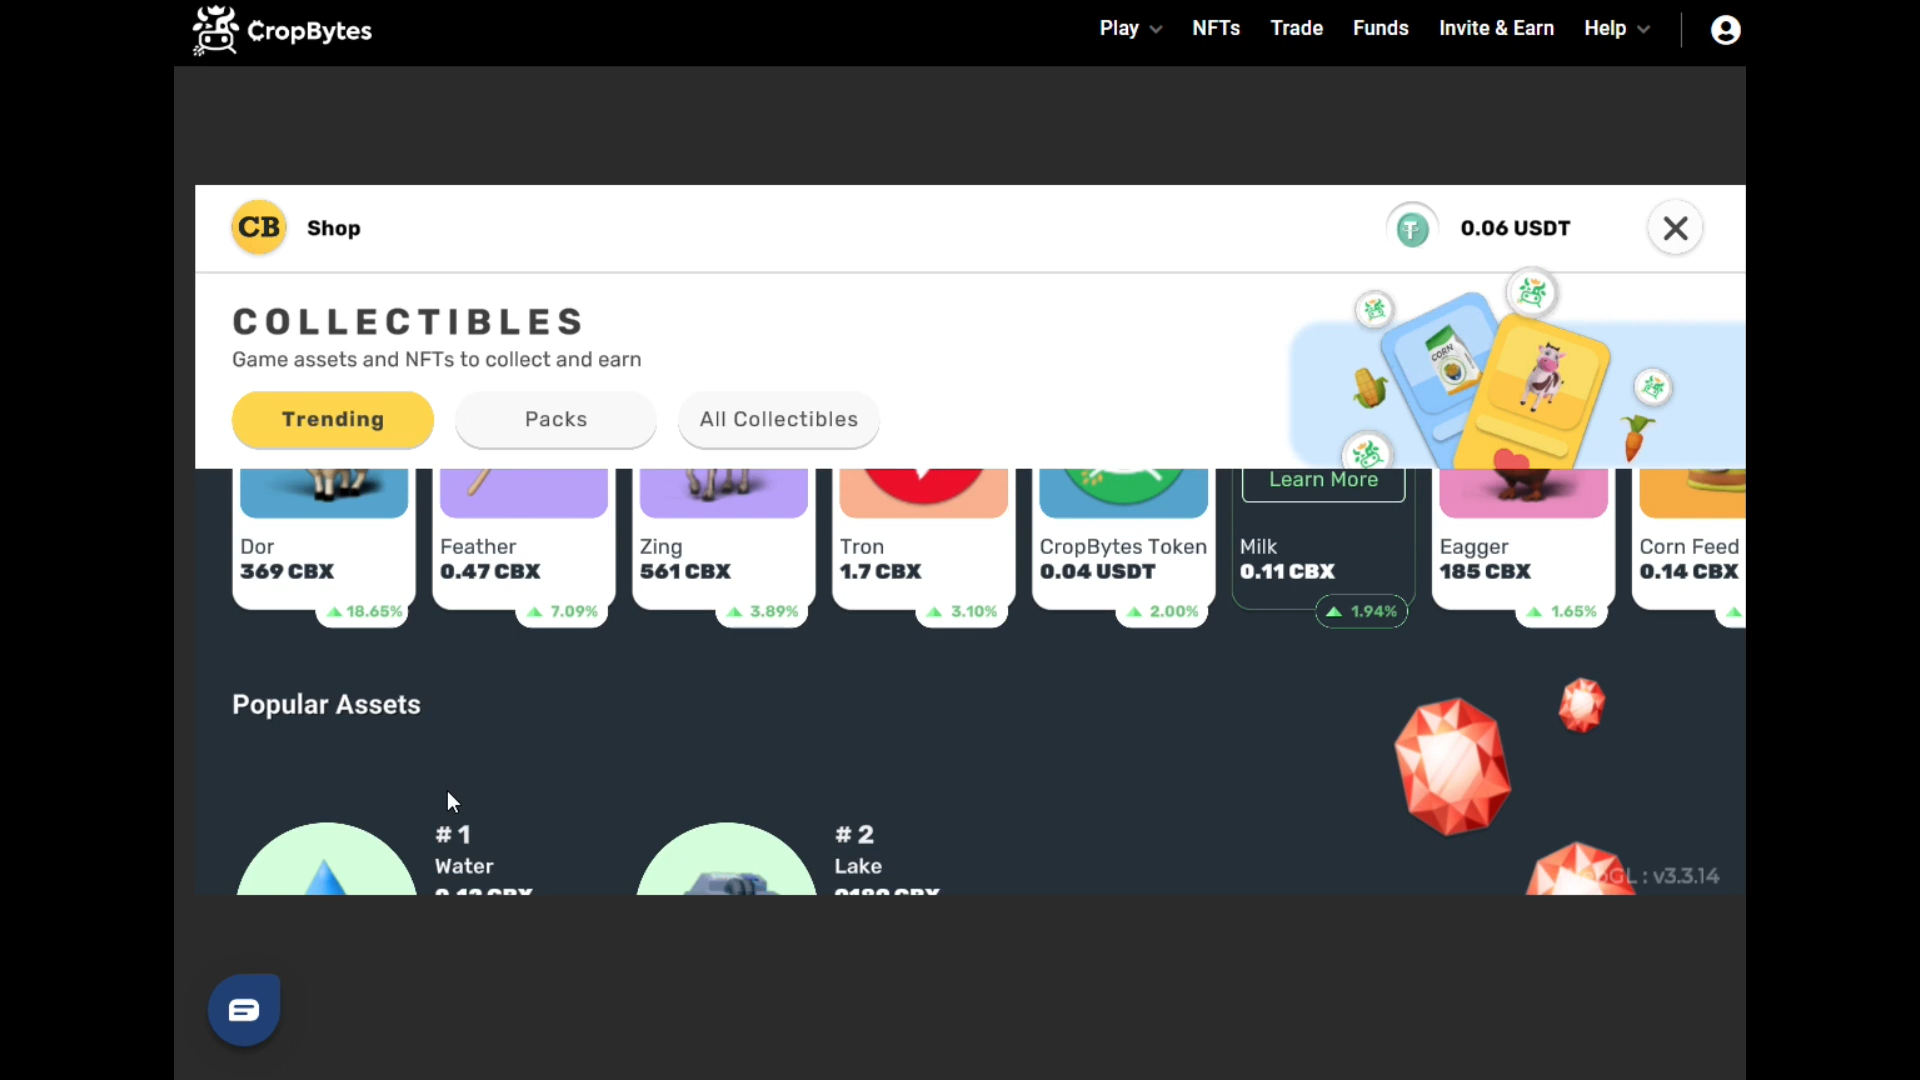 CropBytes
Play NFTs Trade Funds Invite & Earn Help
CB Shop 0.06 USDT
COLLECTIBLES
Game assets and NFTs to collect and earn
Trending Packs All Collectibles
CORN
Learn More
Dor Feather Zing Tron CropBytes Token Milk Eagger Corn Feed
369 CBX 0.47 CBX 561 CBX 1.7 CBX 0.04 USDT 0.11 CBX 185 CBX 0.14 CBX
18.65% 7.09% 3.89% 3.10% 2.00% 1.94% 1.65%
Popular Assets
# 1 # 2
Water Lake
GL : v3.3.14